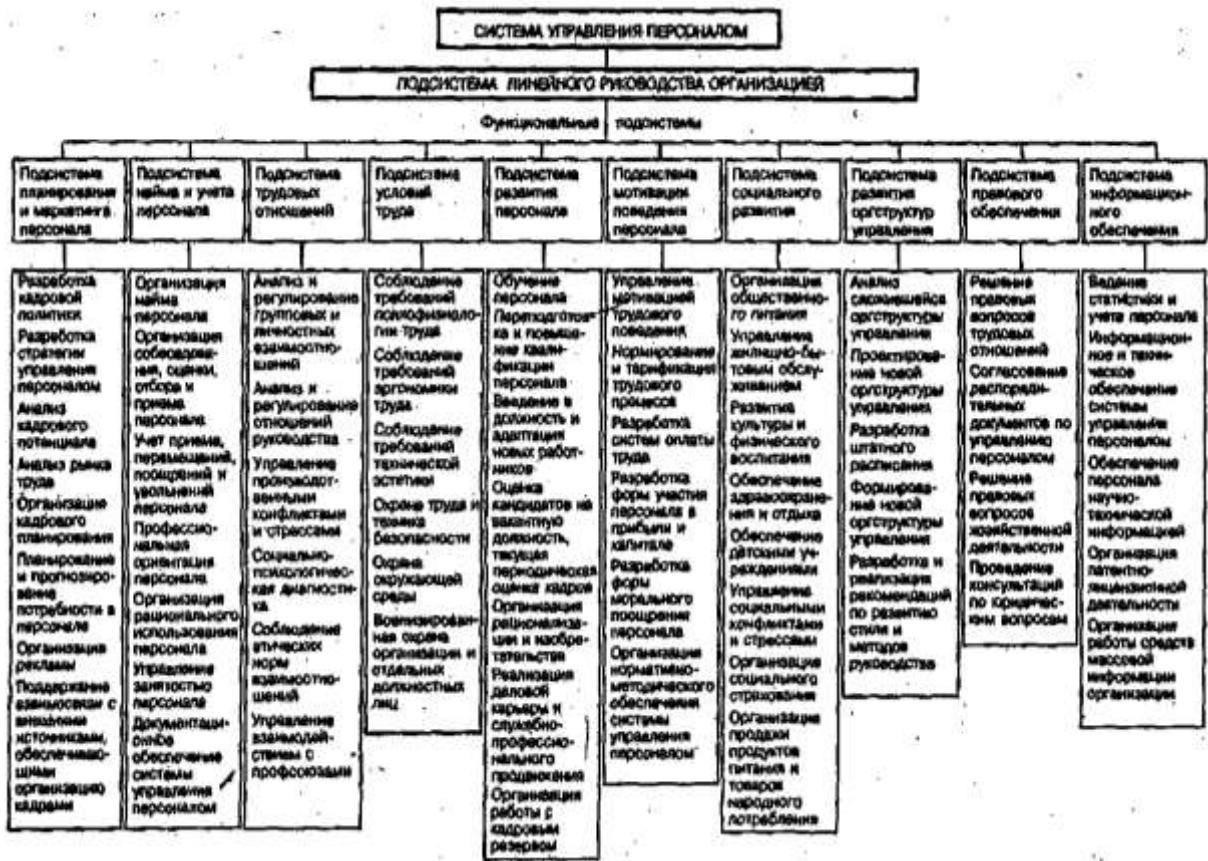 СИСТЕМА УПРАВЛЕНИЯ ПЕРСОНАЛОМ
ПОДСИСТЕМА ЛИНЕЙНОГО РУКОВОДСТВА ОРГАНИЗАЦИЕЙ
Функциональные подсистемы
Подсистема
планирования
и маркетинга
персонала
Подсистема
найма и учета
персонала
Подсистема
трудовых
отношений
Подсистема
условий
труда
Подсистема
развития
персонала
Подсистема
мотивации
поведения
персонала
Подсистема
социального
развития
Подсистема
развития
оргструктур
управления
Подсистема
правового
обеспечения
Подсистема
информацион-
ного
обеспечения
Разработка
кадровой
политики
Разработка
стратегии
управления
персоналом
Анализ
кадрового
потенциала
Анализ рынка
труда
Организация
кадрового
планирования
Планирование
и прогнозиро-
вание
потребности в
персонале
Организация
рекламы
Поддержание
взаимосвязи с
внешними
источниками,
обеспечиваю-
щими
организацию
кадрами
Организация
найма
персонала
Организация
собеседова-
ния, оценки,
отбора и
приема
персонала
Учет приема,
перемещений,
поощрений и
увольнений
персонала
Профессио-
нальная
ориентация
персонала
Организация
рационального
использования
персонала
Управление
занятостью
персонала
Документаци-
онное
обеспечение
системы
управления
персоналом
Анализ и
регулирование
групповых и
личностных
взаимоотно-
шений
Анализ и
регулирование
отношений
руководства
Управление
производст-
венными
конфликтами
и стрессами
Социально-
психологичес-
кая диагности-
ка
Соблюдение
этических
норм
взаимоотно-
шений
Управление
взаимодей-
ствием с
профсоюзами
Соблюдение
требований
психофизиоло-
гии труда
Соблюдение
требований
эргономики
труда
Соблюдение
требований
технической
эстетики
Охрана труда и
техника
безопасности
Охрана
окружающей
среды
Военизирован-
ная охрана
организации и
отдельных
должностных
лиц
Обучение
персонала
Переподготов-
ка и повыше-
ние квали-
фикации
персонала
Введение в
должность и
адаптация
новых работ-
ников
Оценка
кандидатов на
вакантную
должность,
текущая
периодическая
оценка кадров
Организация
рационализа-
ции и изобре-
тательства
Реализация
деловой
карьеры и
служебно-
профессио-
нального
продвижения
Организация
работы с
кадровым
резервом
Управление
мотивацией
трудового
поведения
Нормирование
и тарификация
трудового
процесса
Разработка
систем оплаты
труда
Разработка
форм участия
персонала в
прибыли и
капитале
Разработка
форм
морального
поощрения
персонала
Организация
нормативно-
методического
обеспечения
системы
управления
персоналом
Организация
общественно-
го питания
Управление
жилищно-бы-
товым обслу-
живанием
Развитие
культуры и
физического
воспитания
Обеспечение
здравоохране-
ния и отдыха
Обеспечение
детскими уч-
реждениями
Управление
социальными
конфликтами
и стрессами
Организация
социального
страхования
Организация
продажи
продуктов
питания и
товаров
народного
потребления
Анализ
сложившейся
оргструктуры
управления
Проектирова-
ние новой
оргструктуры
управления
Разработка
штатного
расписания
Формирова-
ние новой
оргструктуры
управления
Разработка и
реализация
рекомендаций
по развитию
стиля и
методов
руководства
Решение
правовых
вопросов
трудовых
отношений
Согласование
распоряди-
тельных
документов по
управлению
персоналом
Решение
правовых
вопросов
хозяйственной
деятельности
Проведение
консультаций
по юридичес-
ким вопросам
Ведение
статистики и
учета персонала
Информацион-
ное и техни-
ческое
обеспечение
системы
управления
персоналом
Обеспечение
персонала
научно-
технической
информацией
Организация
патентно-
лицензионной
деятельности
Организация
работы средств
массовой
информации
организации